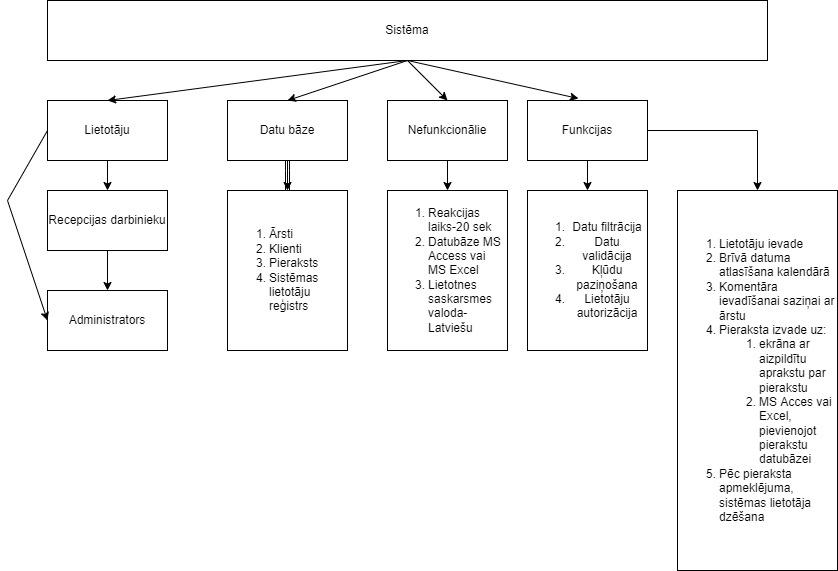 Sistēma
Lietotāju
Datu bāze
Nefunkcionālie
Funkcijas
Recepcijas darbinieku
Administrators
1. Ārsti
2. Klienti
3. Pieraksts
4. Sistēmas
lietotāju
reģistrs
1. Reakcijas
laiks-20 sek
2. Datubāze MS
Access vai
MS Excel
3. Lietotnes
saskarsmes
valoda-
Latviešu
1. Datu filtrācija
2. Datu
validācija
3. Kļūdu
paziņošana
4. Lietotāju
autorizācija
1. Lietotāju ievade
2. Brīvā datuma
atlasīšana kalendārā
3. Komentāra
ievadīšanai saziņai ar
ārstu
4. Pieraksta izvade uz:
1. ekrāna ar
aizpildītu
aprakstu par
pierakstu
2. MS Acces vai
Excel,
pievienojot
pierakstu
datubāzei
5. Pēc pieraksta
apmeklējuma,
sistēmas lietotāja
dzēšana